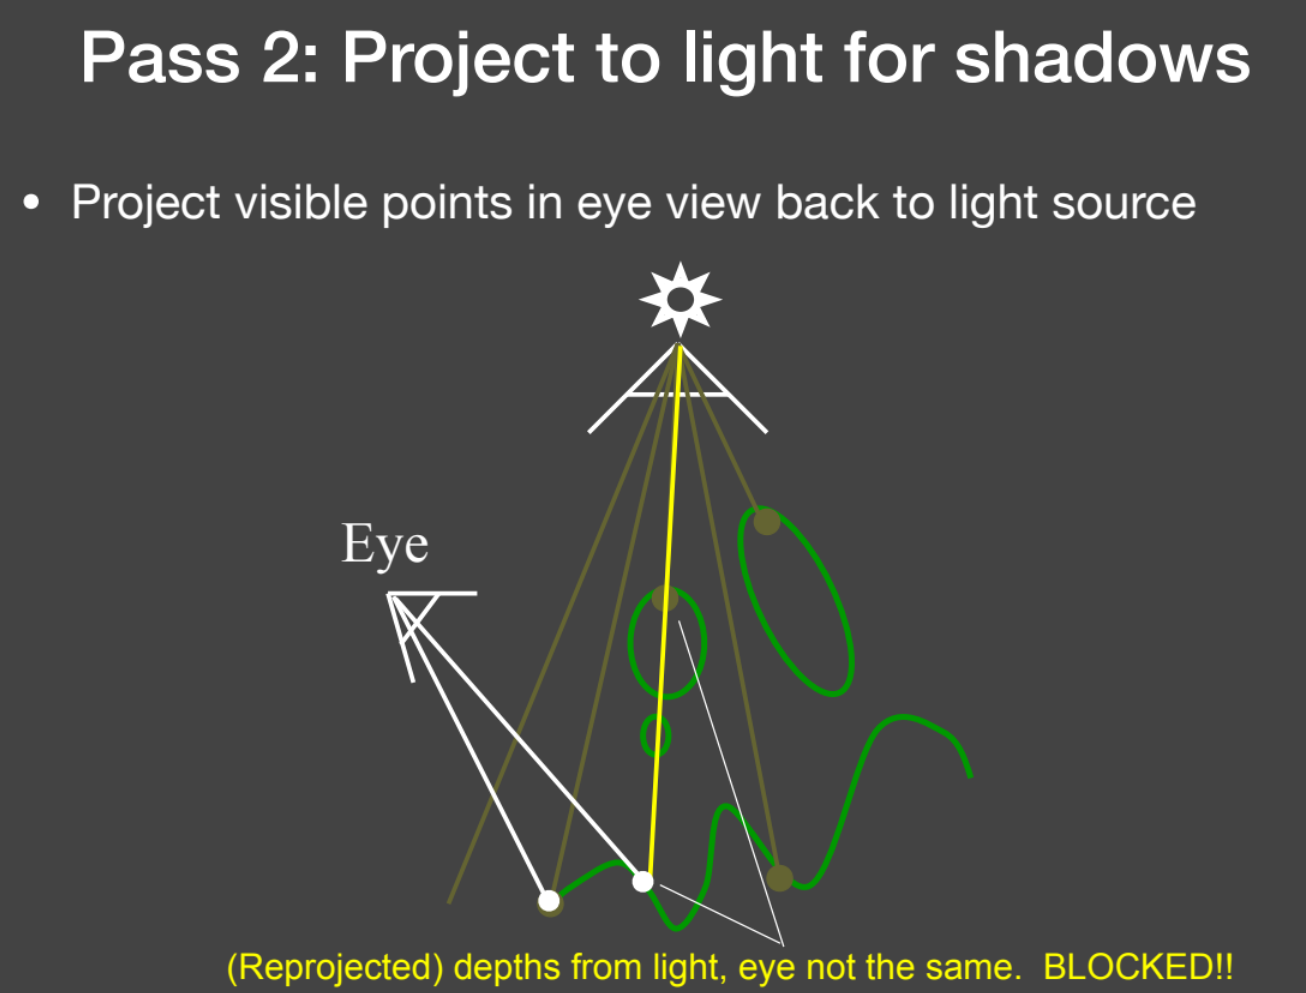 Pass 2: Project to light for shadows
• Project visible points in eye view back to light source
Eye
(Reprojected) depths from light, eye not the same.  BLOCKED!!